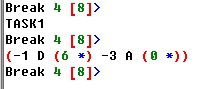 Break 4 [8]>
TASK1
Break 4 [8]>
(-1 D (6 *) -3 A (0 *))
Break 4 [8]>